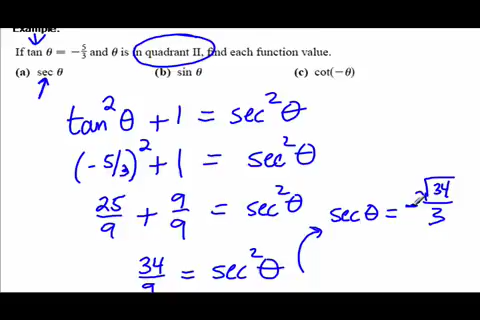 Example:
If tan θ = -5/3 and θ is in quadrant II, find each function value.
(a) sec θ (b) sin θ (c) cot(-θ)
tan²θ + 1 = sec²θ
(-5/3)² + 1 = sec²θ
25/9 + 9/9 = sec²θ
secθ = -√34/3
34/9 = sec²θ